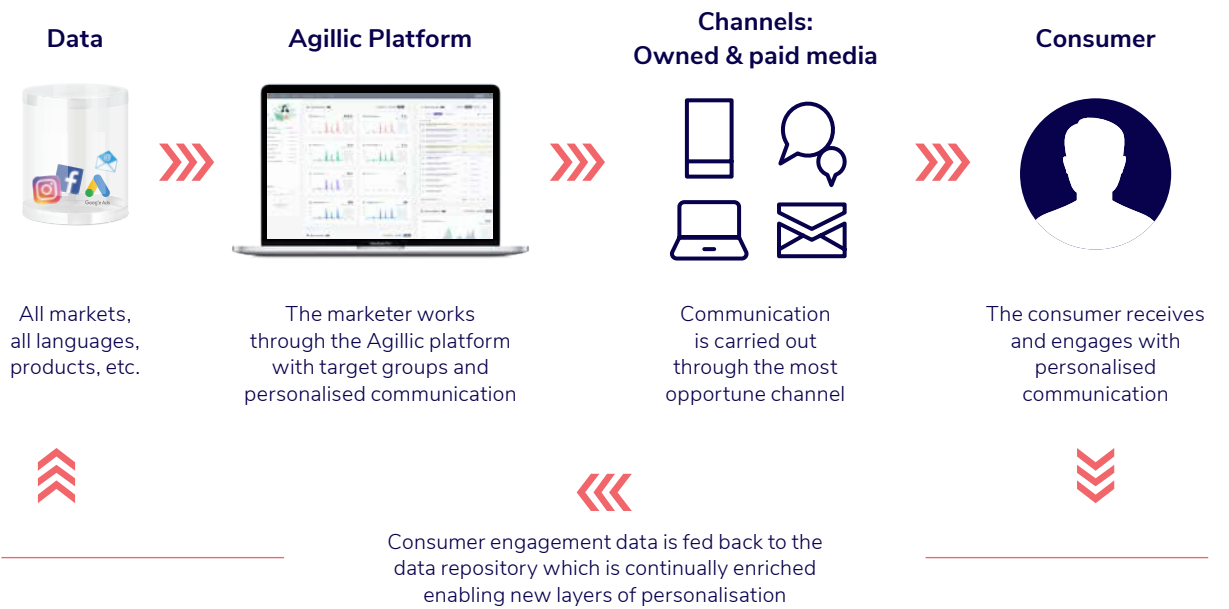 Data
Agillic Platform
Channels:
Owned & paid media
Consumer
Google Ads
All markets,
all languages,
products, etc.
The marketer works
through the Agillic platform
with target groups and
personalised communication
Communication
is carried out
through the most
opportune channel
The consumer receives
and engages with
personalised
communication
Consumer engagement data is fed back to the
data repository which is continually enriched
enabling new layers of personalisation